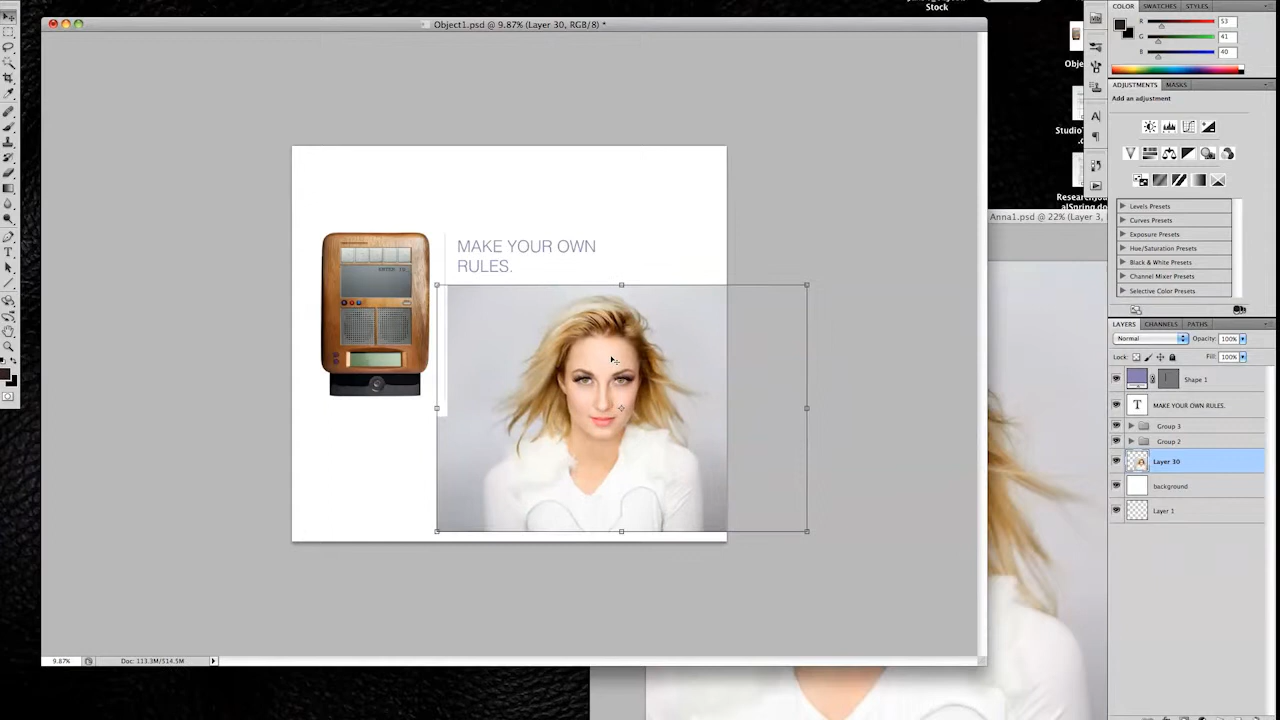 Stock
Object1.psd @ 9.87% (Layer 30, RGB/8) *
COLOR SWATCHES STYLES
R 53
G 41
B 40
ADJUSTMENTS MASKS
Add an adjustment
Levels Presets
Curves Presets
Exposure Presets
Hue/Saturation Presets
Black & White Presets
Channel Mixer Presets
Selective Color Presets
Anna1.psd @ 22% (Layer 3,
MAKE YOUR OWN
RULES.
LAYERS CHANNELS PATHS
Normal Opacity: 100%
Lock: Fill: 100%
Shape 1
T MAKE YOUR OWN RULES.
Group 3
Group 2
Layer 30
background
Layer 1
9.87% Doc: 113.3M/514.5M